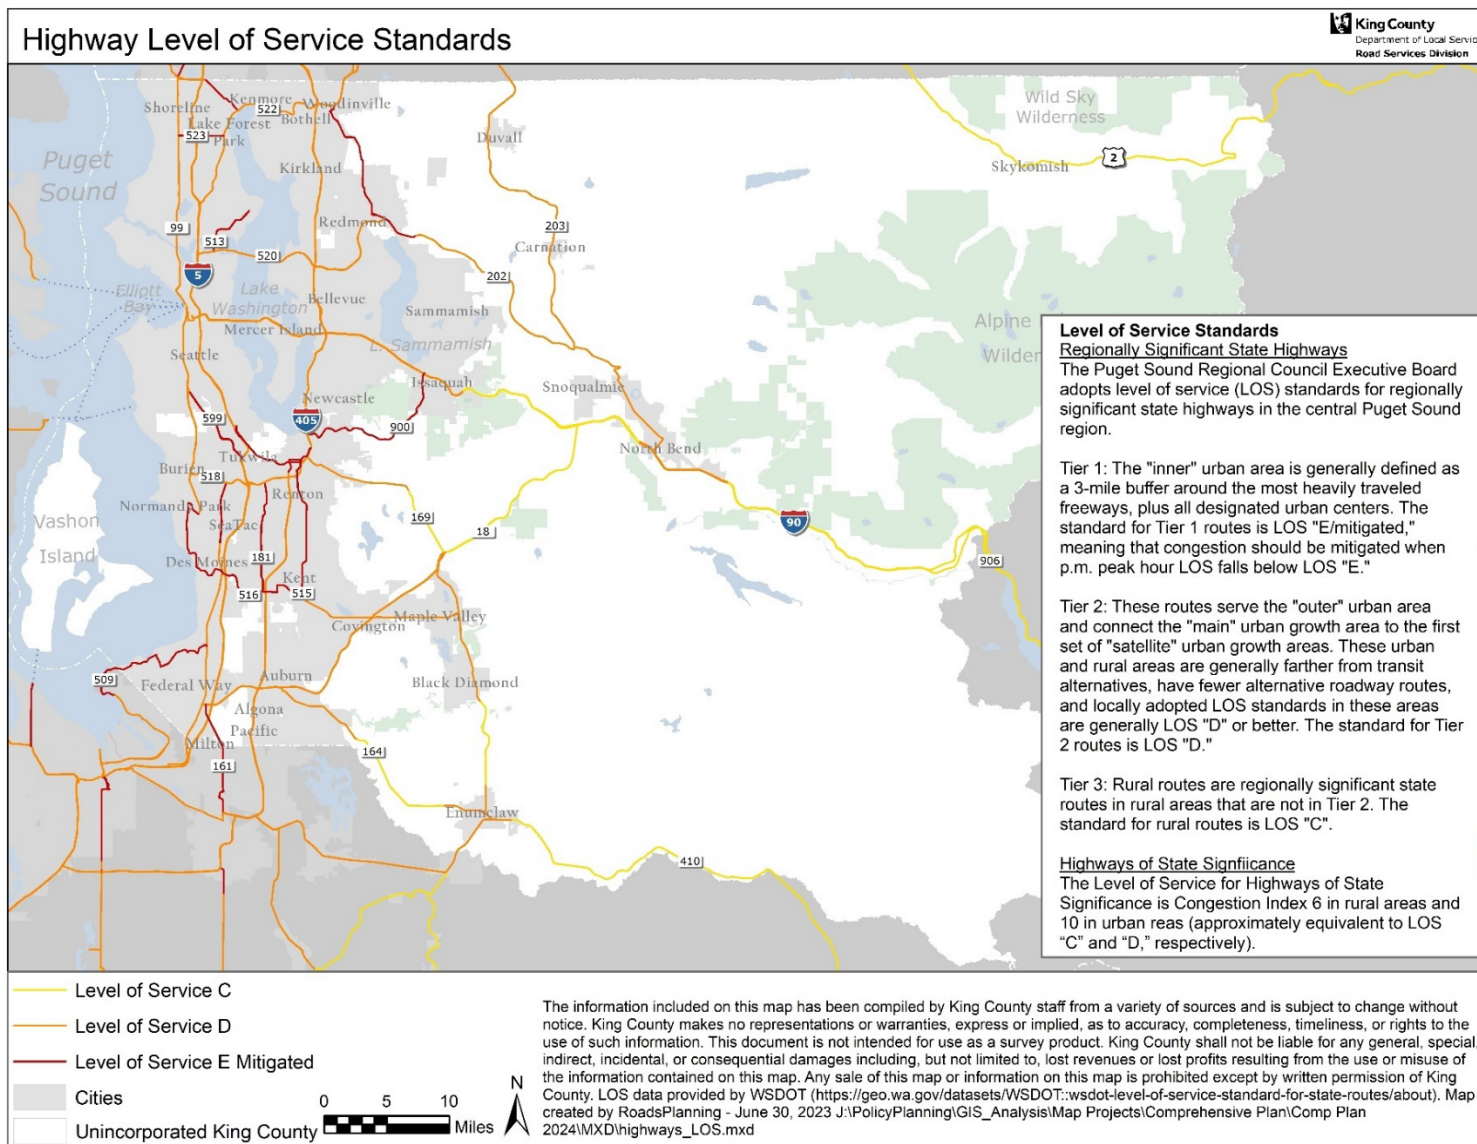 Highway Level of Service Standards
King County
Department of Local Servic
Road Services Division
Shoreline
Kenmore
Woodinville
522
Bothell
Lake Forest
Park
523
Duvall
Wild Sky
Wilderness
Skykomish
2
Puget
Sound
Kirkland
Redmond
99
513
520
5
203
Carnation
202
Elliott
Bay
Lake
Washington
Bellevue
Sammamish
Mercer Island
L. Sammamish
Seattle
Alpine
Wilder
Issaquah
Snoqualmie
Newcastle
599
405
900
North Bend
Burien
Tukwila
518
Renton
Normandy Park
SeaTac
169
18
90
906
Vashon
Island
Des Moines
181
Kent
516
515
Covington
Maple Valley
509
Federal Way
Auburn
Black Diamond
Algona
Pacific
Milton
161
164
Enumclaw
410
Level of Service Standards
Regionally Significant State Highways
The Puget Sound Regional Council Executive Board
adopts level of service (LOS) standards for regionally
significant state highways in the central Puget Sound
region.
Tier 1: The "inner" urban area is generally defined as
a 3-mile buffer around the most heavily traveled
freeways, plus all designated urban centers. The
standard for Tier 1 routes is LOS "E/mitigated,"
meaning that congestion should be mitigated when
p.m. peak hour LOS falls below LOS "E."
Tier 2: These routes serve the "outer" urban area
and connect the "main" urban growth area to the first
set of "satellite" urban growth areas. These urban
and rural areas are generally farther from transit
alternatives, have fewer alternative roadway routes,
and locally adopted LOS standards in these areas
are generally LOS "D" or better. The standard for Tier
2 routes is LOS "D."
Tier 3: Rural routes are regionally significant state
routes in rural areas that are not in Tier 2. The
standard for rural routes is LOS "C".
Highways of State Signfiicance
The Level of Service for Highways of State
Significance is Congestion Index 6 in rural areas and
10 in urban reas (approximately equivalent to LOS
“C” and “D,” respectively).
Level of Service C
Level of Service D
Level of Service E Mitigated
Cities
Unincorporated King County
0 5 10
Miles
N
The information included on this map has been compiled by King County staff from a variety of sources and is subject to change without
notice. King County makes no representations or warranties, express or implied, as to accuracy, completeness, timeliness, or rights to the
use of such information. This document is not intended for use as a survey product. King County shall not be liable for any general, special,
indirect, incidental, or consequential damages including, but not limited to, lost revenues or lost profits resulting from the use or misuse of
the information contained on this map. Any sale of this map or information on this map is prohibited except by written permission of King
County. LOS data provided by WSDOT (https://geo.wa.gov/datasets/WSDOT::wsdot-level-of-service-standard-for-state-routes/about). Map
created by RoadsPlanning - June 30, 2023 J:\PolicyPlanning\GIS_Analysis\Map Projects\Comprehensive Plan\Comp Plan
2024\MXD\highways_LOS.mxd